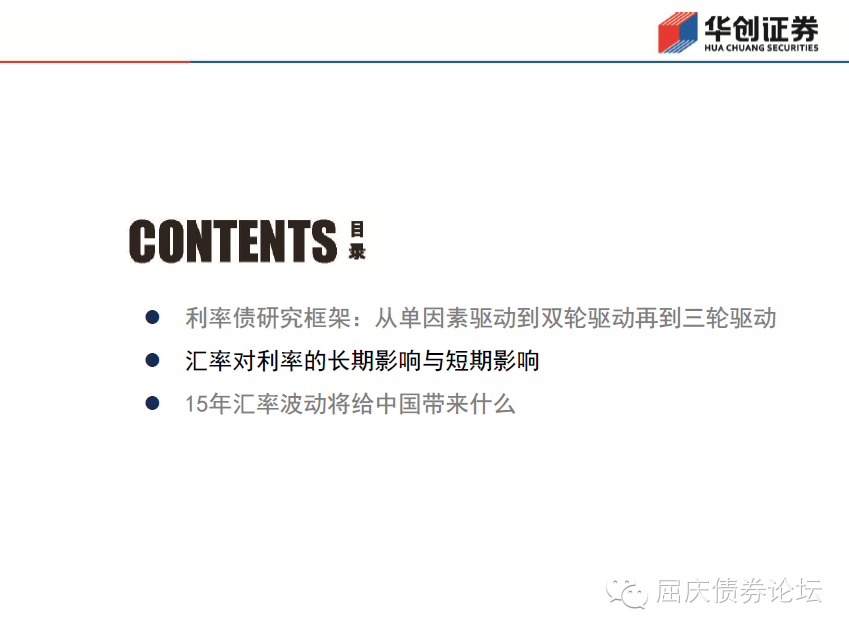 华创证券
HUA CHUANG SECURITIES
CONTENTS 目录
利率债研究框架：从单因素驱动到双轮驱动再到三轮驱动
汇率对利率的长期影响与短期影响
15年汇率波动将给中国带来什么
屈庆债券论坛